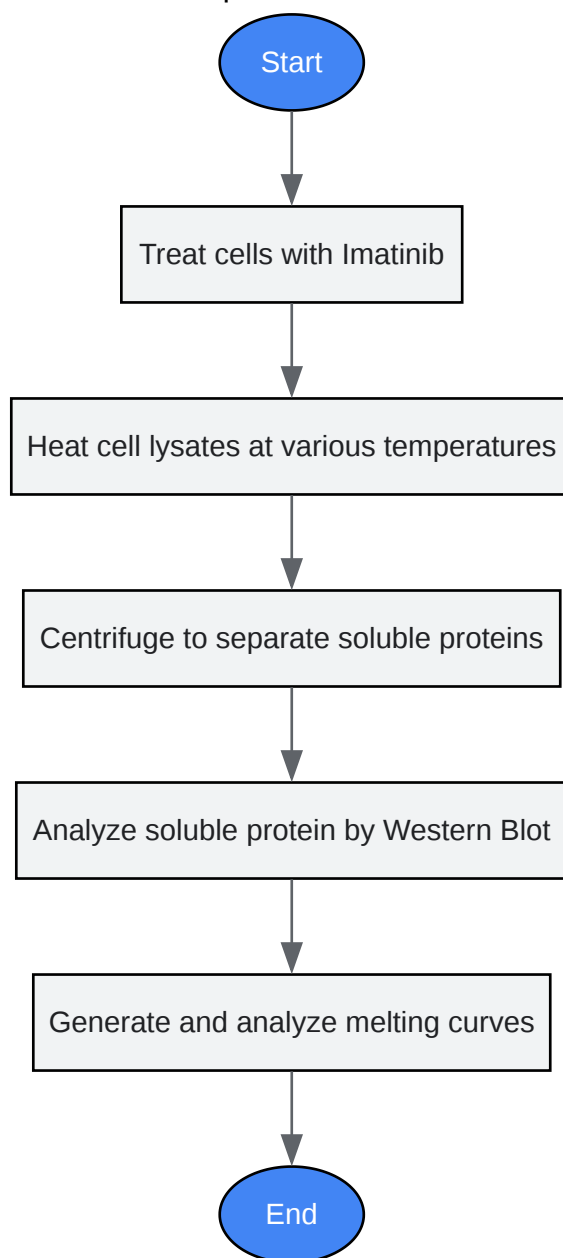 Start
Treat cells with Imatinib
Heat cell lysates at various temperatures
Centrifuge to separate soluble proteins
Analyze soluble protein by Western Blot
Generate and analyze melting curves
End